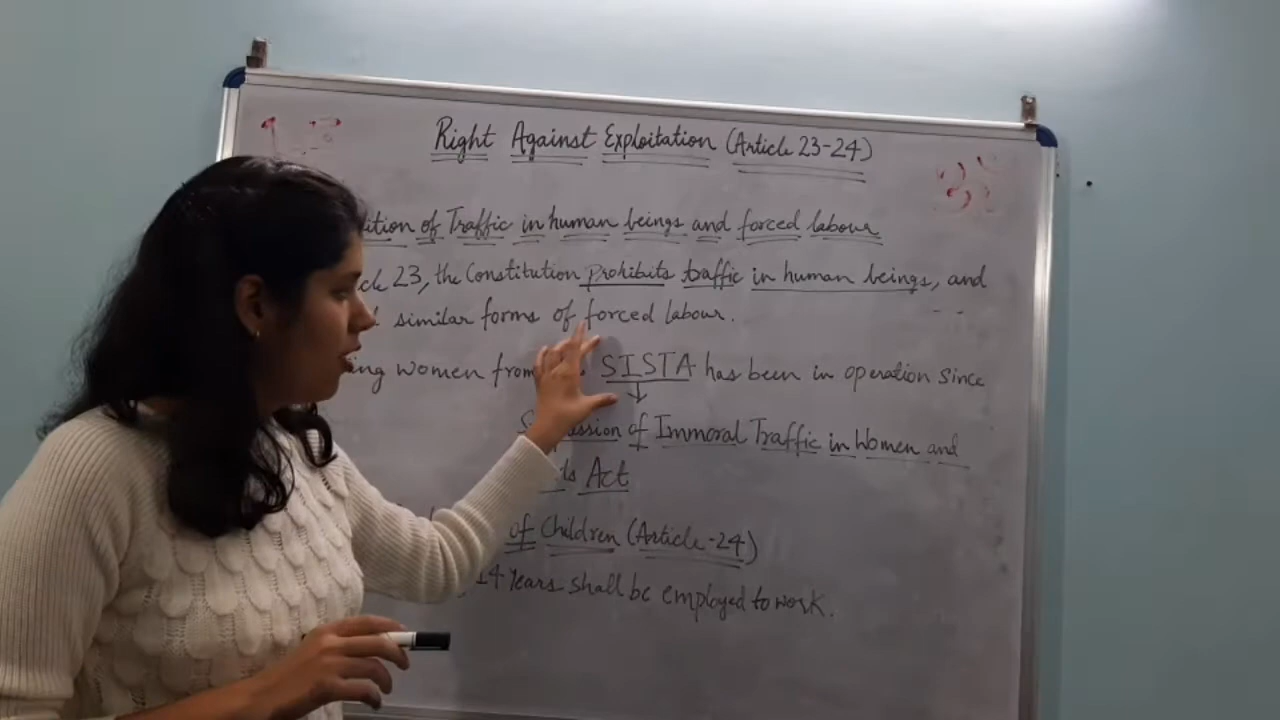 Right Against Exploitation (Article 23-24)
of Traffic in human beings and forced labour
23, the Constitution prohibits traffic in human beings, and
similar forms of forced labour.
women from SISTA has been in operation since
of Immoral Traffic in Women and
Act
of Children (Article-24)
14 Years shall be employed to work.